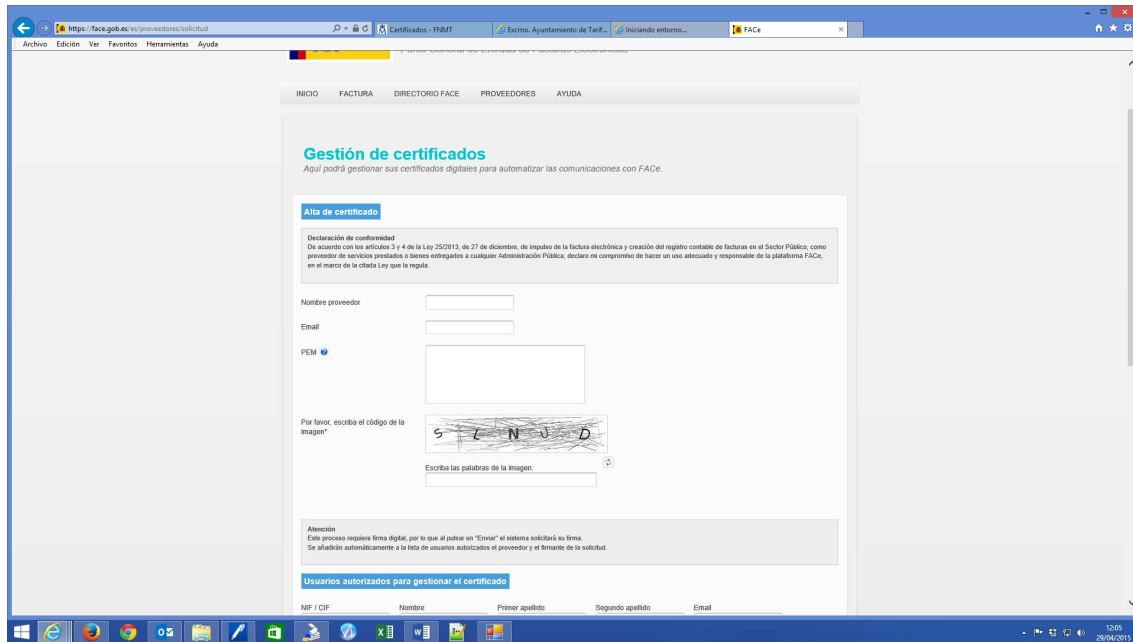 https://face.gob.es/es/proveedores/solicitud
Certificados - FNMT
Excmo. Ayuntamiento de Tarif...
Iniciando entorno...
FACe
Archivo Edición Ver Favoritos Herramientas Ayuda
Punto General de Entrada de Facturas Electrónicas
INICIO FACTURA DIRECTORIO FACE PROVEEDORES AYUDA
Gestión de certificados
Aquí podrá gestionar sus certificados digitales para automatizar las comunicaciones con FACe.
Alta de certificado
Declaración de conformidad
De acuerdo con los artículos 3 y 4 de la Ley 25/2013, de 27 de diciembre, de impulso de la factura electrónica y creación del registro contable de facturas en el Sector Público, como
proveedor de servicios prestados o bienes entregados a cualquier Administración Pública, declaro mi compromiso de hacer un uso adecuado y responsable de la plataforma FACe,
en el marco de la citada Ley que la regula.
Nombre proveedor
Email
PEM
Por favor, escriba el código de la
imagen*
S L N J D
Escriba las palabras de la imagen:
Atención
Este proceso requiere firma digital, por lo que al pulsar en "Enviar" el sistema solicitará su firma.
Se añadirán automáticamente a la lista de usuarios autorizados el proveedor y el firmante de la solicitud.
Usuarios autorizados para gestionar el certificado
NIF / CIF Nombre Primer apellido Segundo apellido Email
12:05
29/04/2015